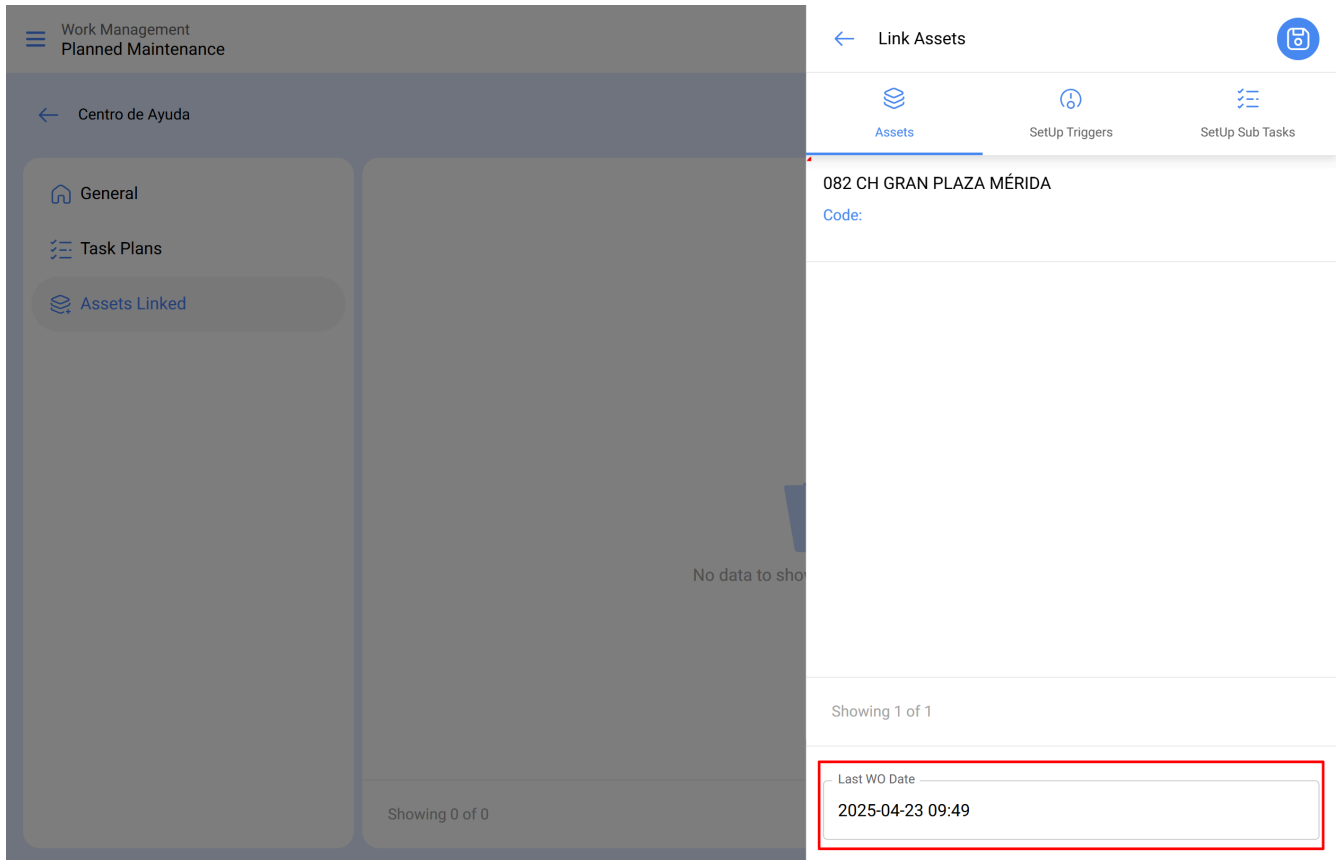 Work Management
Planned Maintenance
Centro de Ayuda
General
Task Plans
Assets Linked
No data to sho
Showing 0 of 0
Link Assets
Assets
SetUp Triggers
SetUp Sub Tasks
082 CH GRAN PLAZA MÉRIDA
Code:
Showing 1 of 1
Last WO Date
2025-04-23 09:49